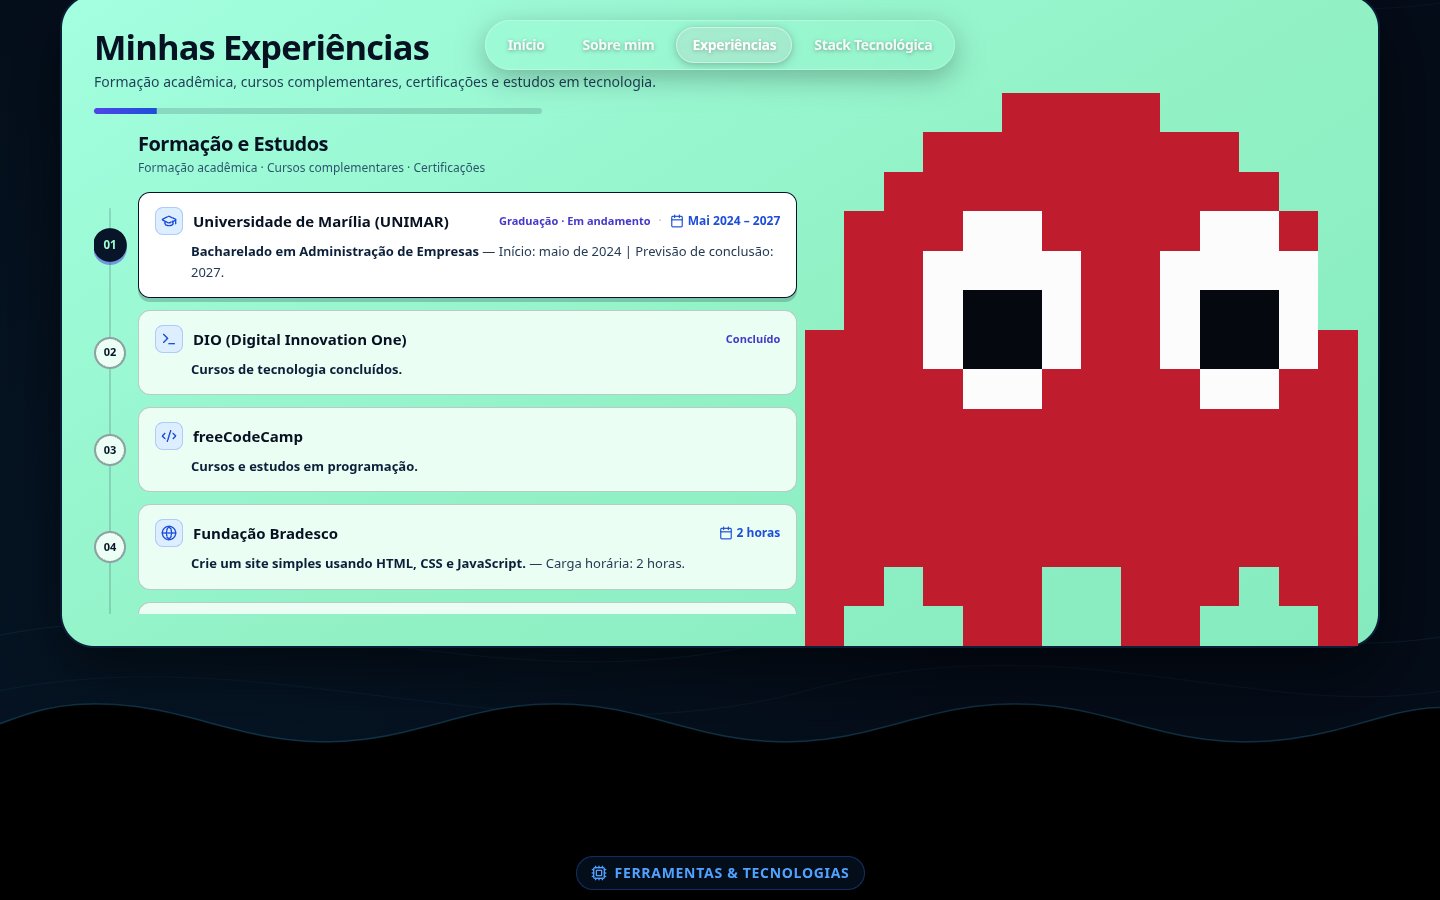 Início
Sobre mim
Experiências
Stack Tecnológica
Minhas Experiências
Formação acadêmica, cursos complementares, certificações e estudos em tecnologia.
Formação e Estudos
Formação acadêmica · Cursos complementares · Certificações
01
Universidade de Marília (UNIMAR)
Graduação · Em andamento · Mai 2024 – 2027
Bacharelado em Administração de Empresas — Início: maio de 2024 | Previsão de conclusão:
2027.
02
DIO (Digital Innovation One)
Concluído
Cursos de tecnologia concluídos.
03
freeCodeCamp
Cursos e estudos em programação.
04
Fundação Bradesco
2 horas
Crie um site simples usando HTML, CSS e JavaScript. — Carga horária: 2 horas.
FERRAMENTAS & TECNOLOGIAS